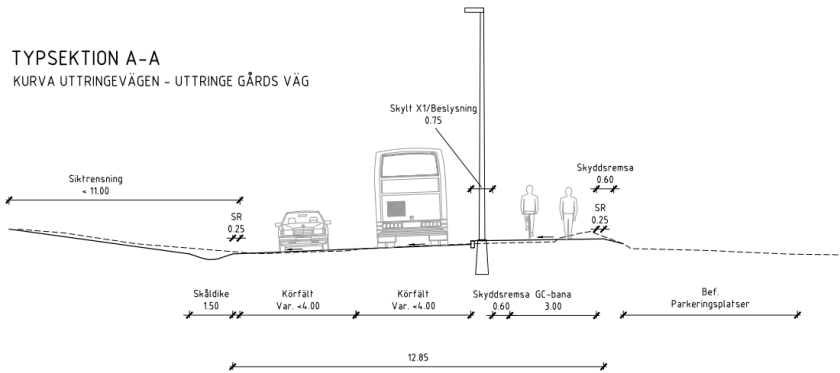 TYPSEKTION A-A
KURVA UTTRINGEVÄGEN - UTTRINGE GÅRDS VÄG
Skylt X1/Beslysning
0.75
Siktrensning
< 11.00
SR
0.25
Skyddsremsa
0.60
SR
0.25
Skåldike
1.50
Körfält
Var. <4.00
Körfält
Var. <4.00
Skyddsremsa
0.60
GC-bana
3.00
Bef.
Parkeringsplatser
12.85